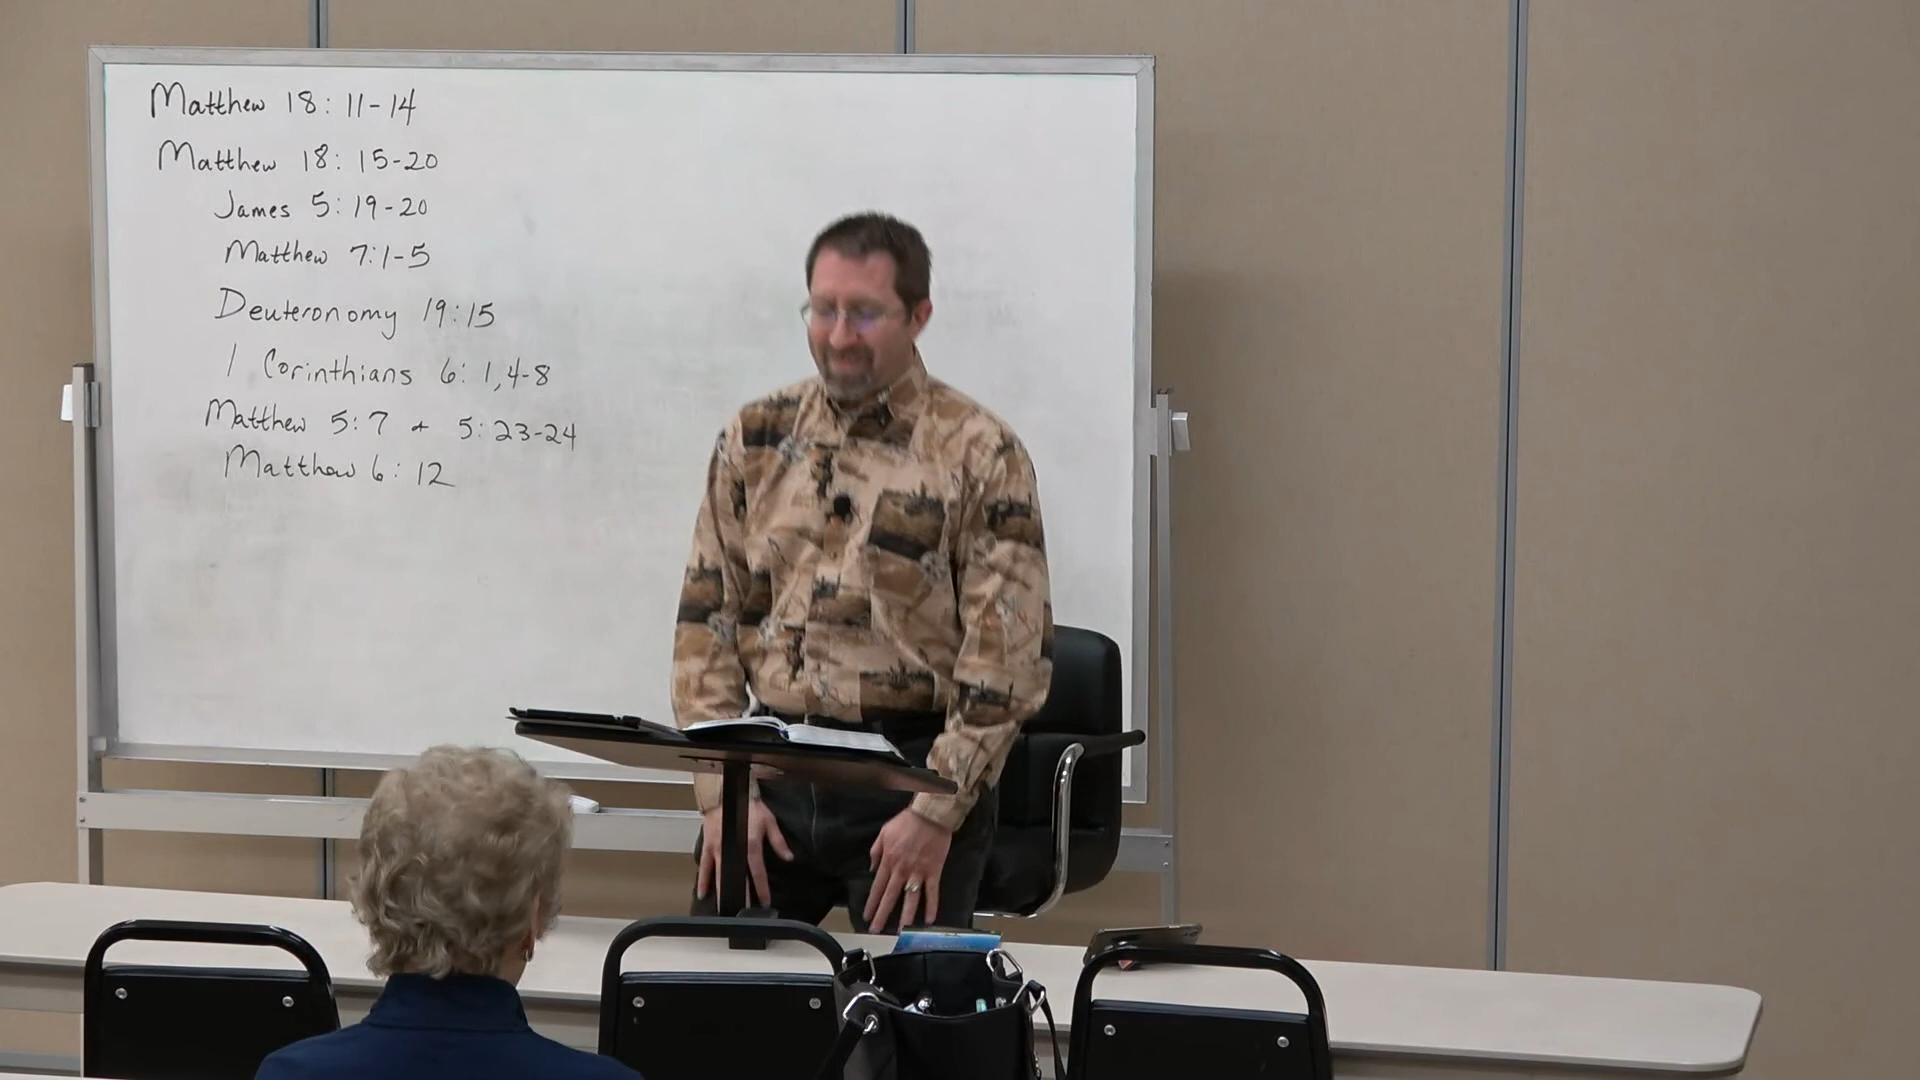 Matthew 18: 11-14
Matthew 18: 15-20
James 5: 19-20
Matthew 7:1-5
Deuteronomy 19:15
1 Corinthians 6: 1,4-8
Matthew 5:7 + 5:23-24
Matthew 6: 12